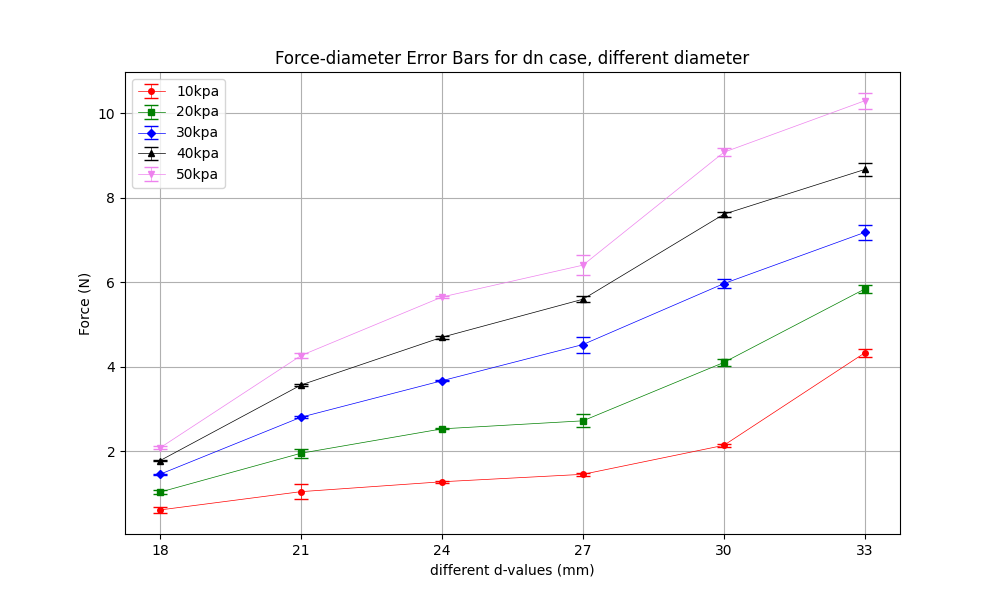 Force-diameter Error Bars for dn case, different diameter
10kpa
20kpa
30kpa
40kpa
50kpa
10
8
6
4
2
Force (N)
18 21 24 27 30 33
different d-values (mm)